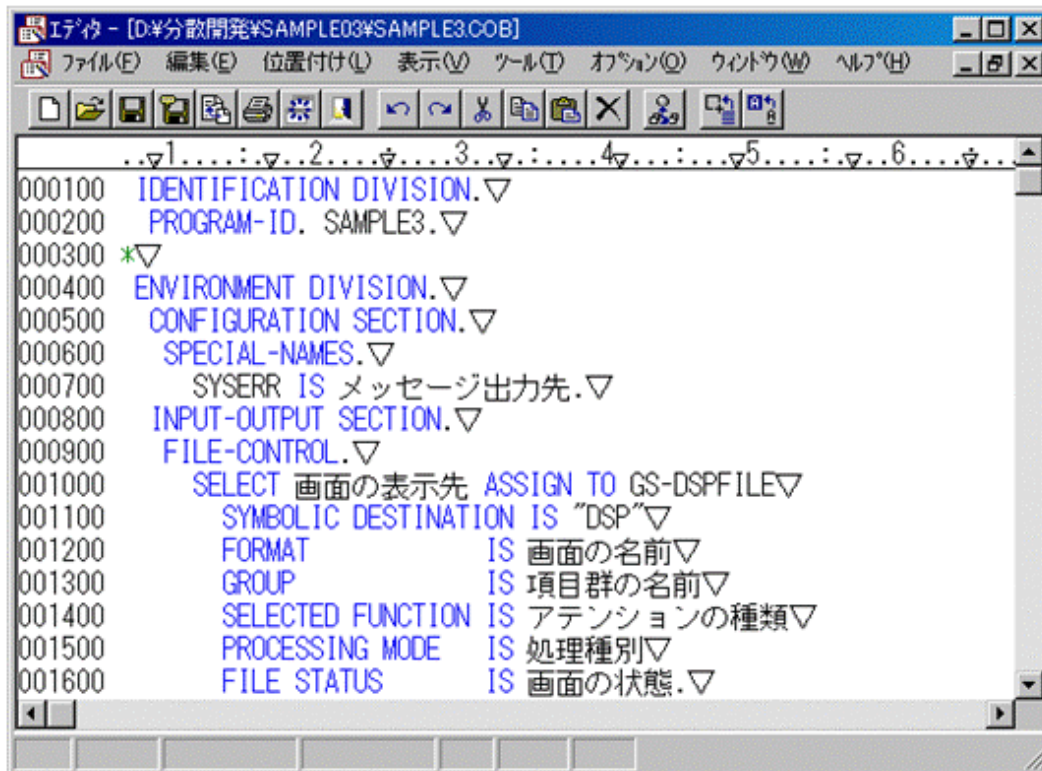 エディタ - [D:¥分散開発¥SAMPLE03¥SAMPLE3.COB]
ファイル(F) 編集(E) 位置付け(L) 表示(V) ツール(T) オプション(O) ウィンドウ(W) ヘルプ(H)
..▽1....:.▽..2....▽....3..▽.:....4▽...:...▽5....:.▽..6....▽...
000100 IDENTIFICATION DIVISION.▽
000200 PROGRAM-ID. SAMPLE3.▽
000300 *▽
000400 ENVIRONMENT DIVISION.▽
000500 CONFIGURATION SECTION.▽
000600 SPECIAL-NAMES.▽
000700 SYSERR IS メッセージ出力先.▽
000800 INPUT-OUTPUT SECTION.▽
000900 FILE-CONTROL.▽
001000 SELECT 画面の表示先 ASSIGN TO GS-DSPFILE▽
001100 SYMBOLIC DESTINATION IS "DSP"▽
001200 FORMAT IS 画面の名前▽
001300 GROUP IS 項目群の名前▽
001400 SELECTED FUNCTION IS アテンションの種類▽
001500 PROCESSING MODE IS 処理種別▽
001600 FILE STATUS IS 画面の状態.▽